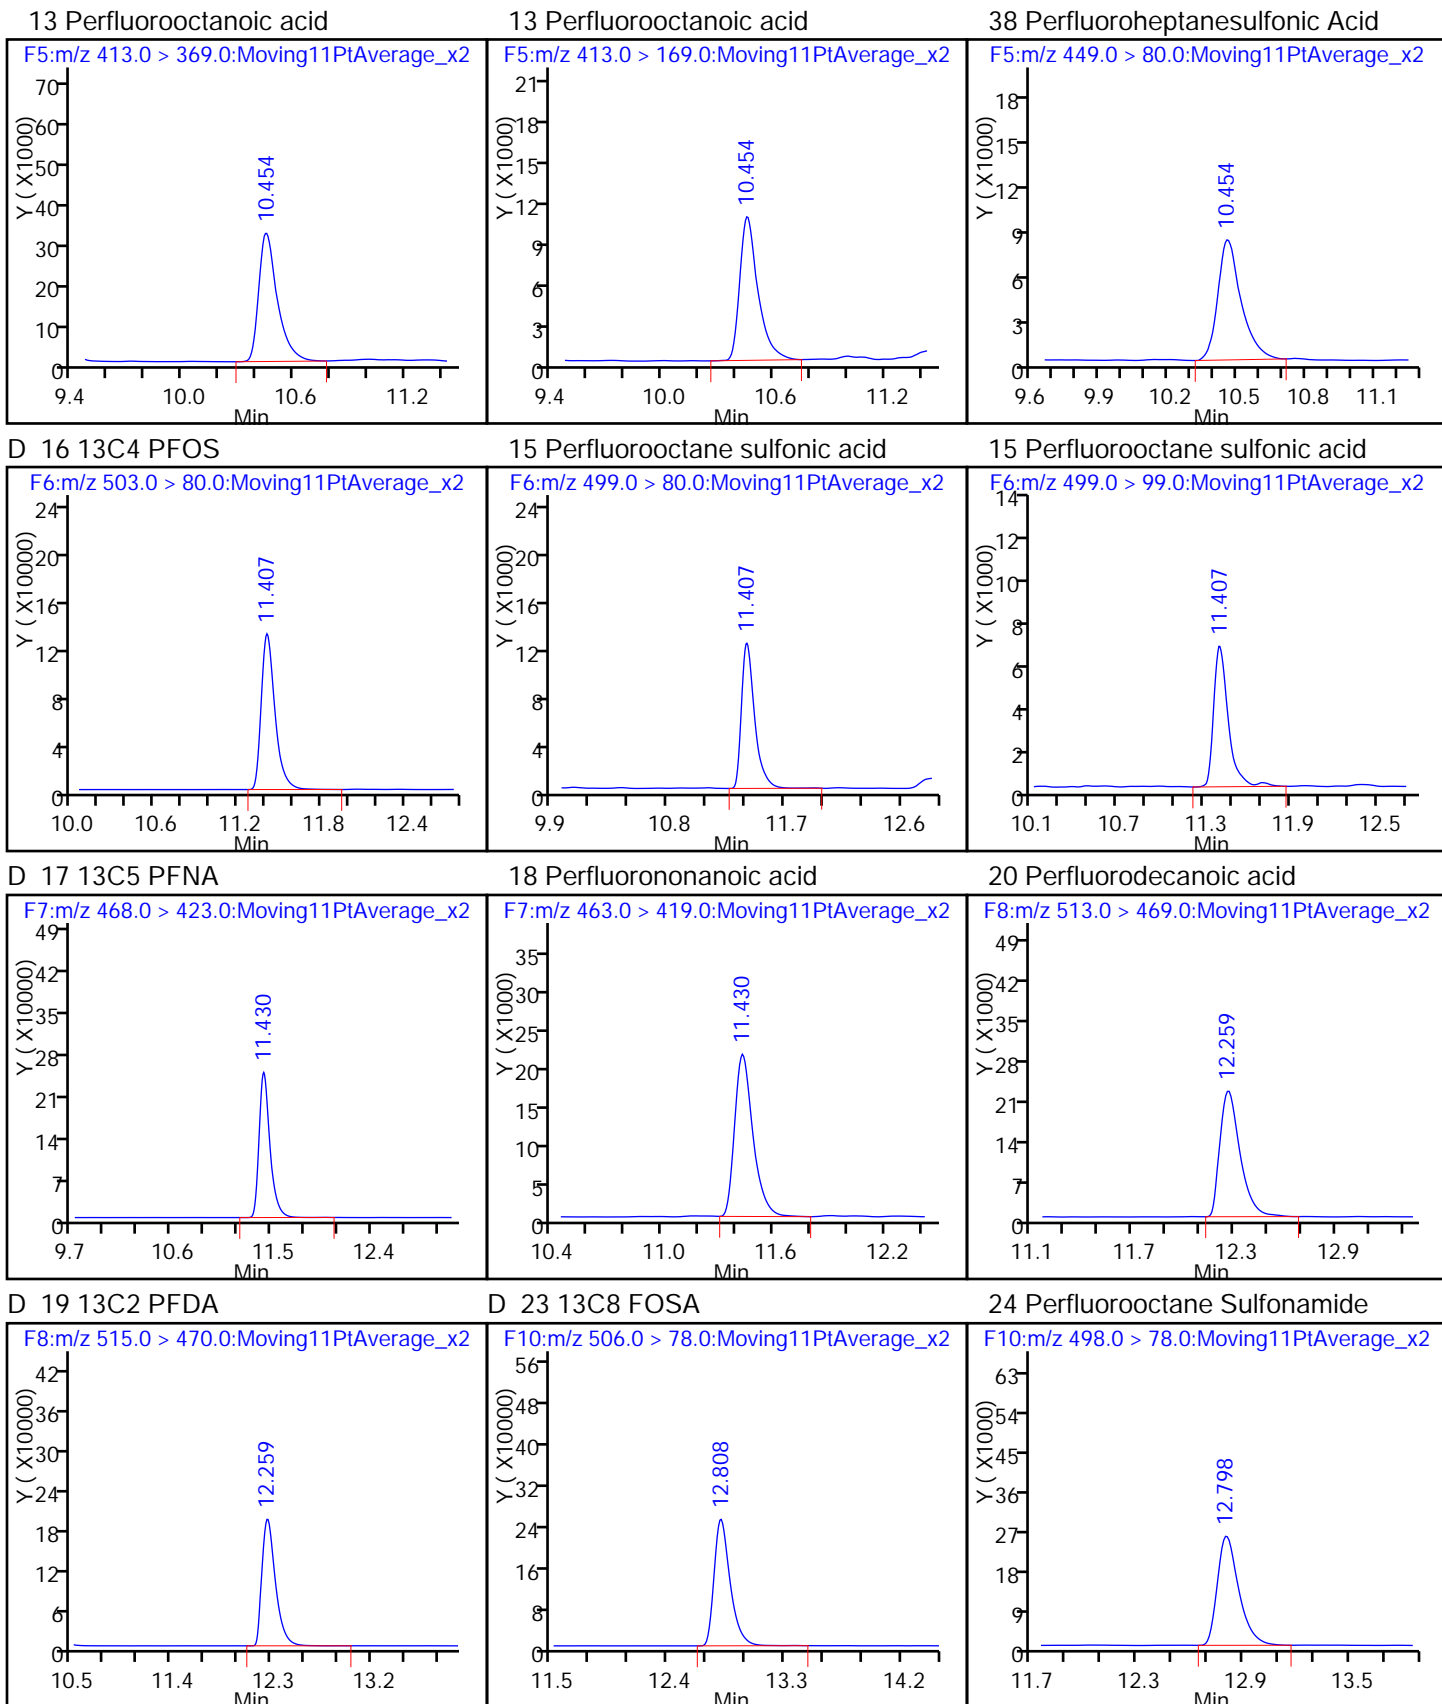 13 Perfluorooctanoic acid
F5:m/z 413.0 > 369.0:Moving11PtAverage_x2
Y ( X1000)
70
60
50
40
30
20
10
0
10.454
9.4 10.0 10.6 11.2
Min
13 Perfluorooctanoic acid
F5:m/z 413.0 > 169.0:Moving11PtAverage_x2
Y ( X1000)
21
18
15
12
9
6
3
0
10.454
9.4 10.0 10.6 11.2
Min
38 Perfluoroheptanesulfonic Acid
F5:m/z 449.0 > 80.0:Moving11PtAverage_x2
Y ( X1000)
18
15
12
9
6
3
0
10.454
9.6 9.9 10.2 10.5 10.8 11.1
Min
D 16 13C4 PFOS
F6:m/z 503.0 > 80.0:Moving11PtAverage_x2
Y ( X10000)
24
20
16
12
8
4
0
11.407
10.0 10.6 11.2 11.8 12.4
Min
15 Perfluorooctane sulfonic acid
F6:m/z 499.0 > 80.0:Moving11PtAverage_x2
Y ( X1000)
24
20
16
12
8
4
0
11.407
9.9 10.8 11.7 12.6
Min
15 Perfluorooctane sulfonic acid
F6:m/z 499.0 > 99.0:Moving11PtAverage_x2
Y ( X1000)
14
12
10
8
6
4
2
0
11.407
10.1 10.7 11.3 11.9 12.5
Min
D 17 13C5 PFNA
F7:m/z 468.0 > 423.0:Moving11PtAverage_x2
Y ( X10000)
49
42
35
28
21
14
7
0
11.430
9.7 10.6 11.5 12.4
Min
18 Perfluorononanoic acid
F7:m/z 463.0 > 419.0:Moving11PtAverage_x2
Y ( X1000)
35
30
25
20
15
10
5
0
11.430
10.4 11.0 11.6 12.2
Min
20 Perfluorodecanoic acid
F8:m/z 513.0 > 469.0:Moving11PtAverage_x2
Y ( X1000)
49
42
35
28
21
14
7
0
12.259
11.1 11.7 12.3 12.9
Min
D 19 13C2 PFDA
F8:m/z 515.0 > 470.0:Moving11PtAverage_x2
Y ( X10000)
42
36
30
24
18
12
6
0
12.259
10.5 11.4 12.3 13.2
Min
D 23 13C8 FOSA
F10:m/z 506.0 > 78.0:Moving11PtAverage_x2
Y ( X10000)
56
48
40
32
24
16
8
0
12.808
11.5 12.4 13.3 14.2
Min
24 Perfluorooctane Sulfonamide
F10:m/z 498.0 > 78.0:Moving11PtAverage_x2
Y ( X1000)
63
54
45
36
27
18
9
0
12.798
11.7 12.3 12.9 13.5
Min